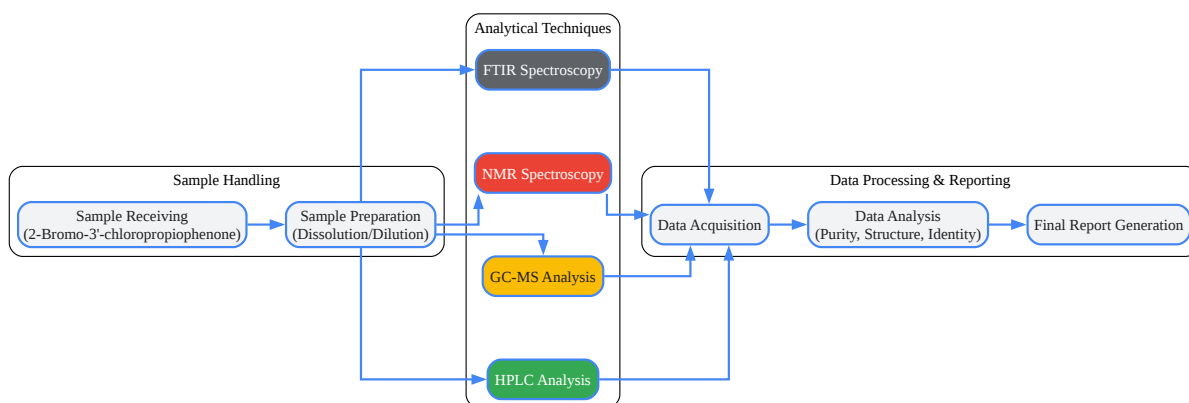 Analytical Techniques
FTIR Spectroscopy
NMR Spectroscopy
GC-MS Analysis
HPLC Analysis
Sample Handling
Sample Receiving
(2-Bromo-3'-chloropropiophenone)
Sample Preparation
(Dissolution/Dilution)
Data Processing & Reporting
Data Acquisition
Data Analysis
(Purity, Structure, Identity)
Final Report Generation